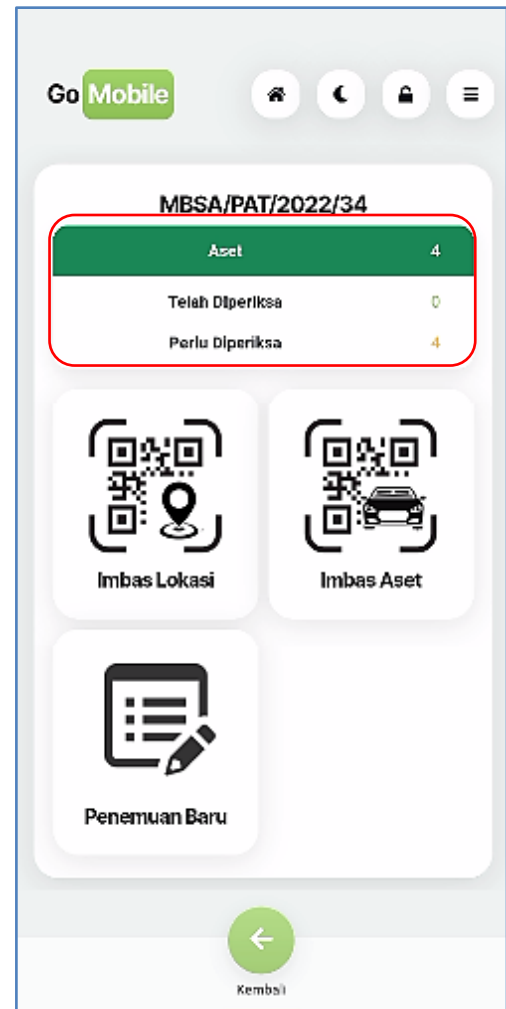 Go Mobile
MBSA/PAT/2022/34
Aset 4
Telah Diperiksa 0
Perlu Diperiksa 4
Imbas Lokasi
Imbas Aset
Penemuan Baru
Kembali